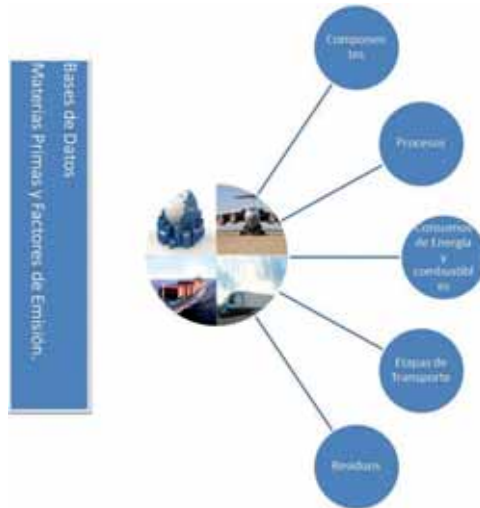 Bases de Datos
Materias Primas y Factores de Emisión.
Componen
tes
Procesos
Consumos
de Energía
y
combustibl
es
Etapas de
Transporte
Residuos